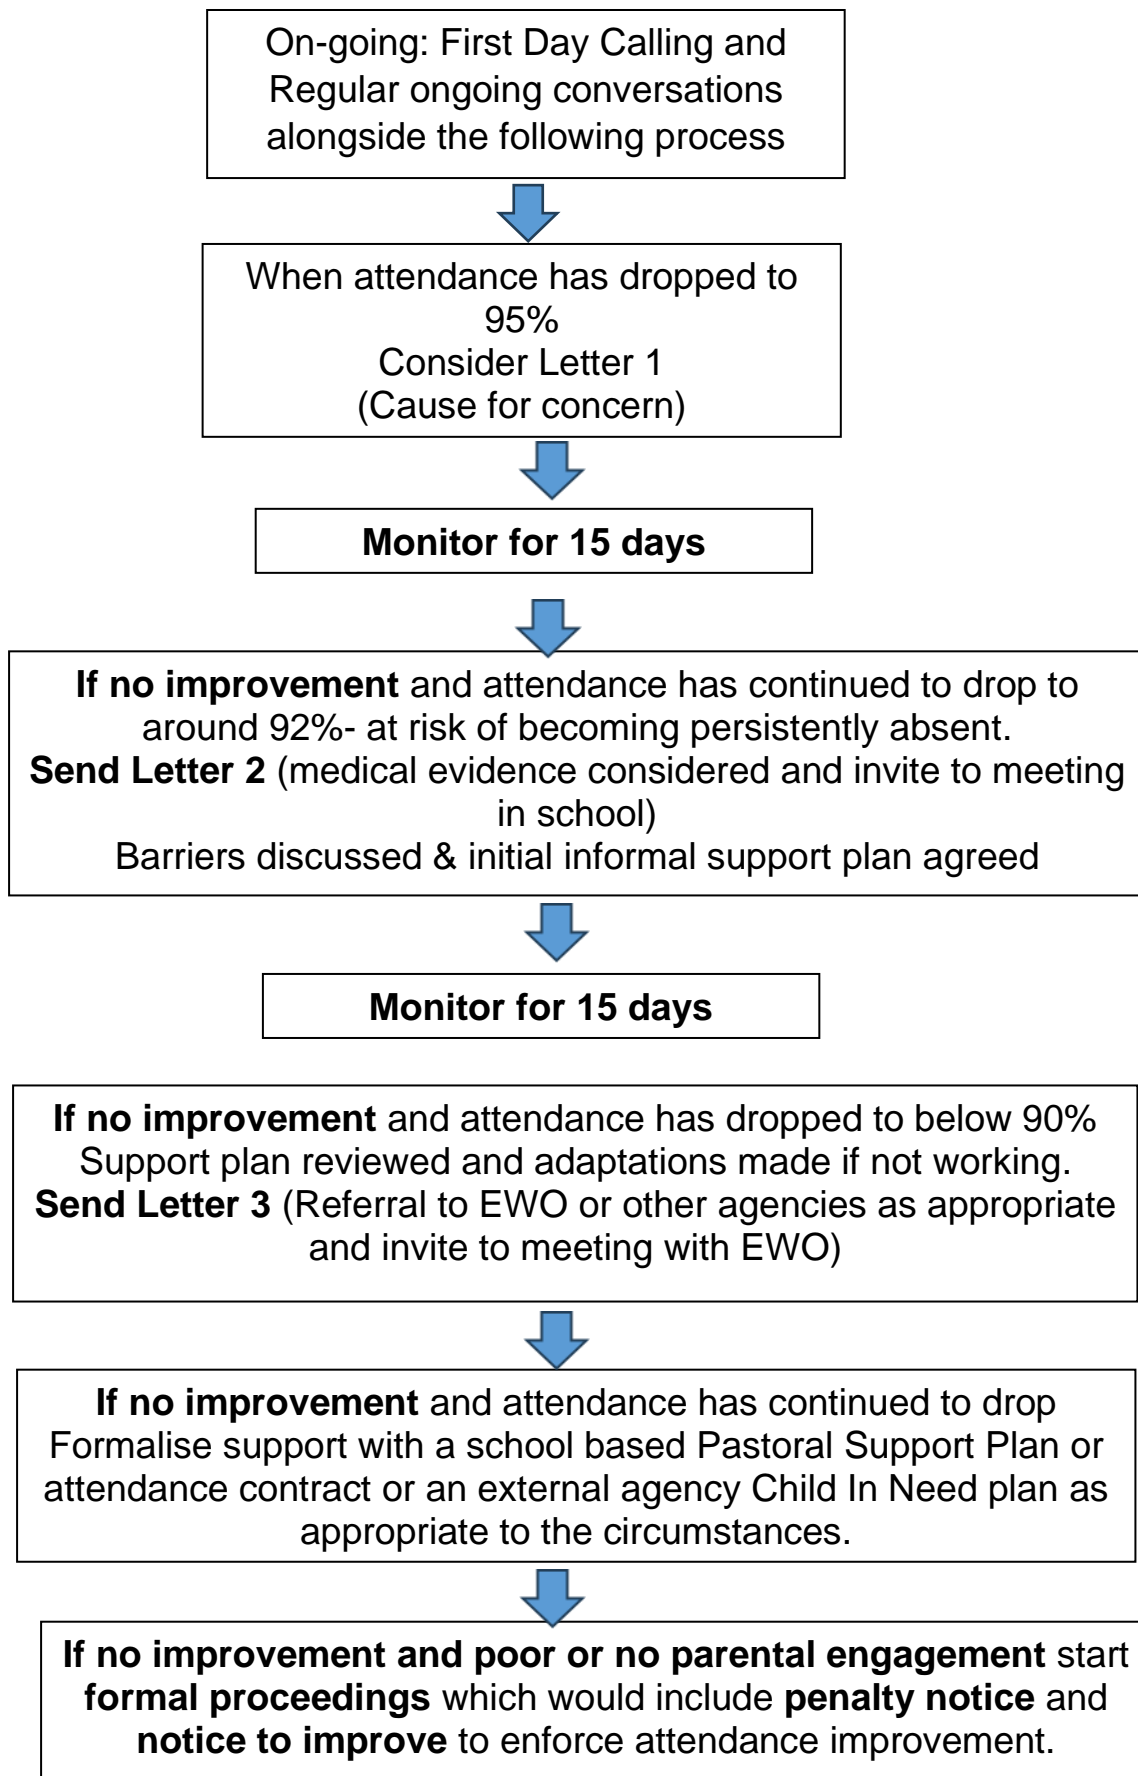 On-going: First Day Calling and
Regular ongoing conversations
alongside the following process
When attendance has dropped to
95%
Consider Letter 1
(Cause for concern)
Monitor for 15 days
If no improvement and attendance has continued to drop to
around 92%- at risk of becoming persistently absent.
Send Letter 2 (medical evidence considered and invite to meeting
in school)
Barriers discussed & initial informal support plan agreed
Monitor for 15 days
If no improvement and attendance has dropped to below 90%
Support plan reviewed and adaptations made if not working.
Send Letter 3 (Referral to EWO or other agencies as appropriate
and invite to meeting with EWO)
If no improvement and attendance has continued to drop
Formalise support with a school based Pastoral Support Plan or
attendance contract or an external agency Child In Need plan as
appropriate to the circumstances.
If no improvement and poor or no parental engagement start
formal proceedings which would include penalty notice and
notice to improve to enforce attendance improvement.